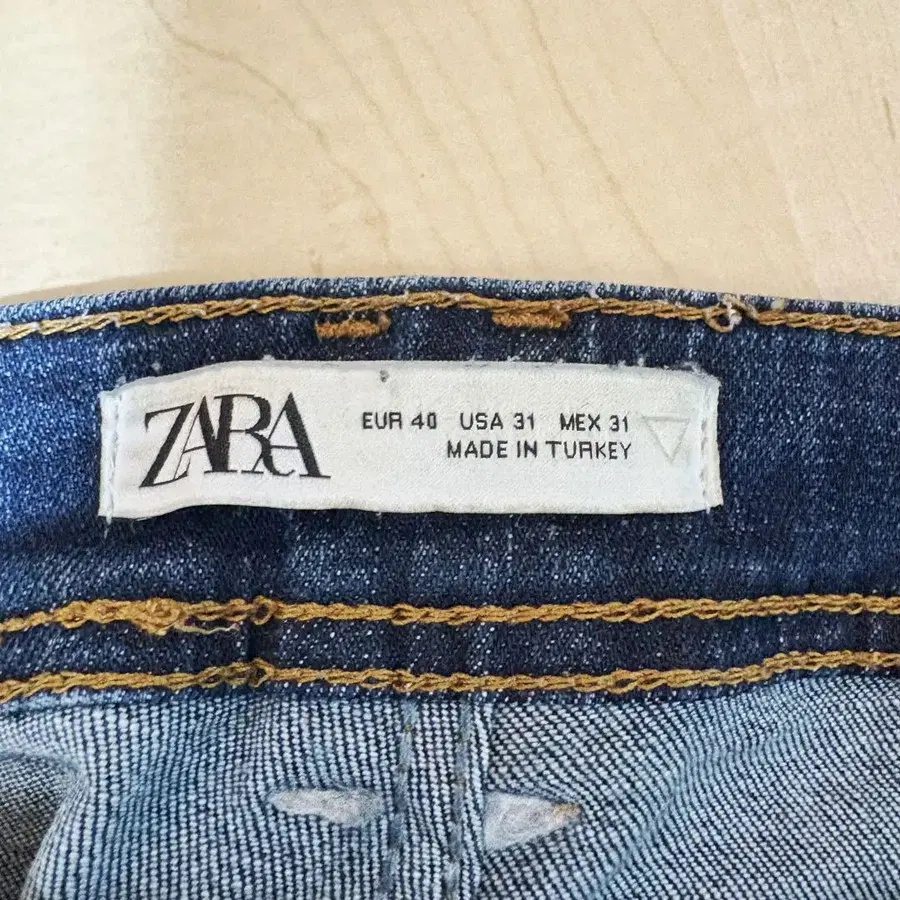 ZARA
EUR 40 USA 31 MEX 31
MADE IN TURKEY